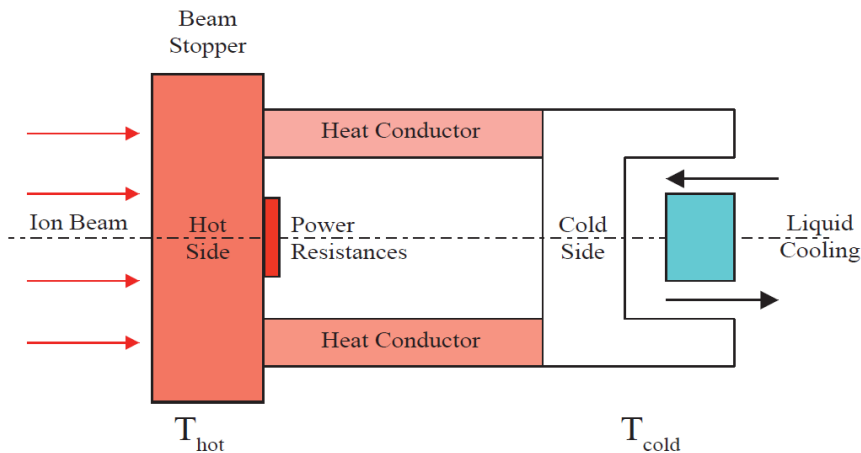 Beam
Stopper
Heat Conductor
Ion Beam
Hot
Side
Power
Resistances
Cold
Side
Liquid
Cooling
Heat Conductor
T_hot
T_cold